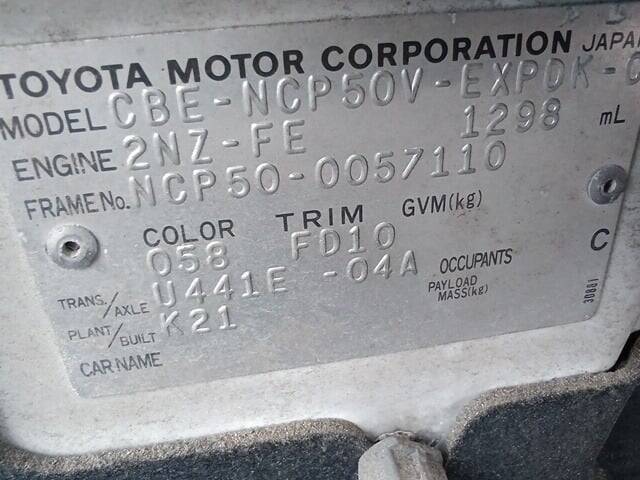 TOYOTA MOTOR CORPORATION JAPAN
MODEL CBE-NCP50V-EXPDK-
ENGINE 2NZ-FE 1298 mL
FRAME No. NCP50-0057110
COLOR TRIM GVM(kg)
058 FD10 C
TRANS./AXLE U441E -04A OCCUPANTS
PAYLOAD MASS(kg)
PLANT/BUILT K21
CAR NAME
30881